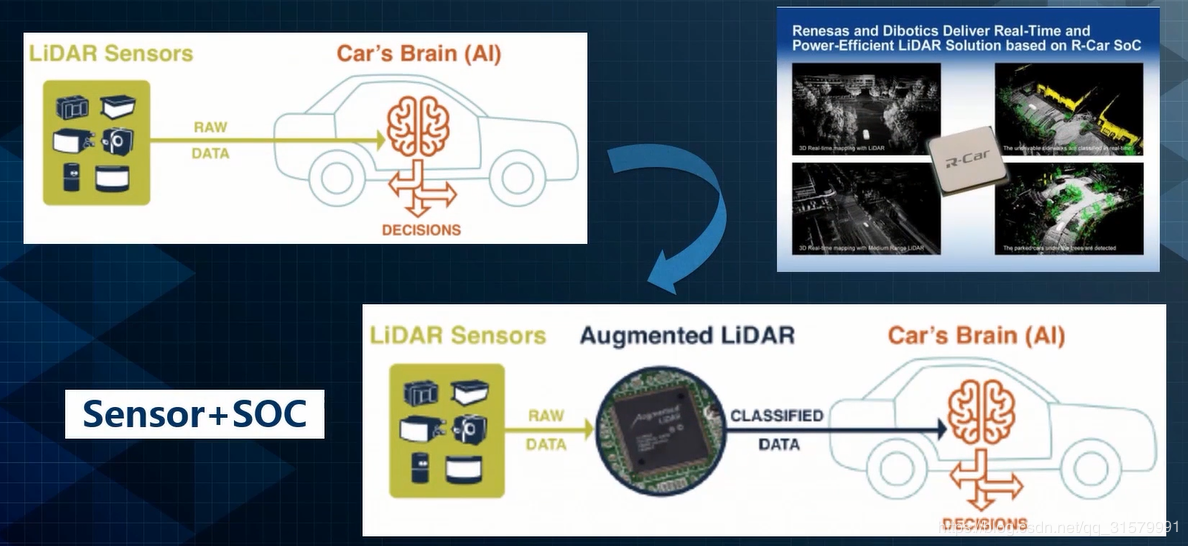 LiDAR Sensors
Car's Brain (AI)
RAW
DATA
DECISIONS
Renesas and Dibotics Deliver Real-Time and
Power-Efficient LiDAR Solution based on R-Car SoC
3D Real-time mapping with LiDAR
The undrivable sidewalks are classified in real-time
R-Car
3D Real-time mapping with Medium Range LiDAR
The parked cars under the trees are detected
LiDAR Sensors
Augmented LiDAR
Car's Brain (AI)
Sensor+SOC
RAW
DATA
Augmented
LiDAR
CLASSIFIED
DATA
DECISIONS
https://blog.csdn.net/qq_31579991